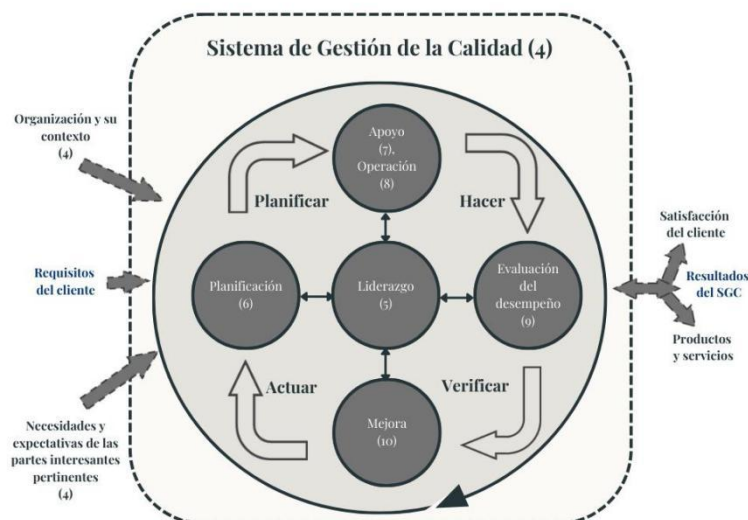 Sistema de Gestión de la Calidad (4)
Organización y su
contexto
(4)
Apoyo
(7),
Operación
(8)
Planificar
Hacer
Satisfacción
del cliente
Requisitos
del cliente
Planificación
(6)
Liderazgo
(5)
Evaluación
del
desempeño
(9)
Resultados
del SGC
Productos
y servicios
Actuar
Verificar
Mejora
(10)
Necesidades y
expectativas de las
partes interesantes
pertinentes
(4)